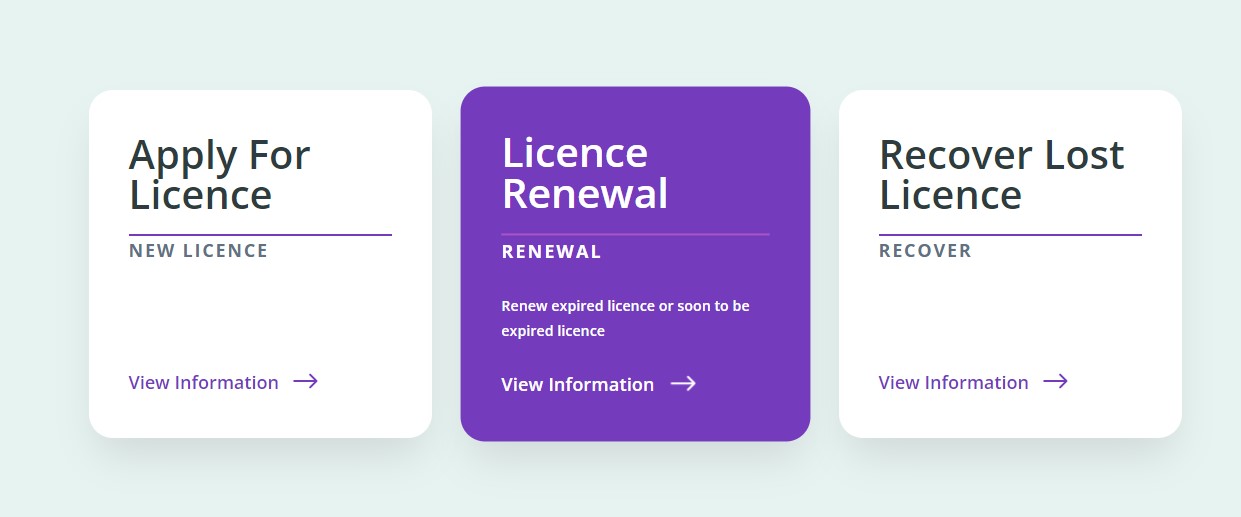 Apply For
Licence
NEW LICENCE
View Information
Licence
Renewal
RENEWAL
Renew expired licence or soon to be
expired licence
View Information
Recover Lost
Licence
RECOVER
View Information